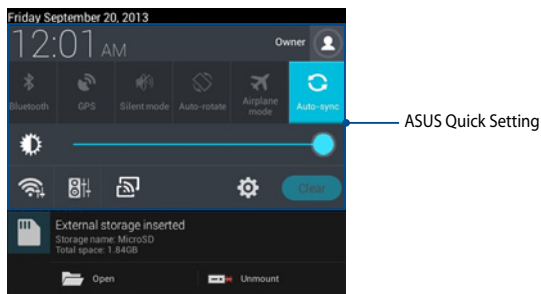 Friday September 20, 2013
12:01 AM
Owner
Bluetooth GPS Silent mode Auto-rotate Airplane mode Auto-sync
ASUS Quick Setting
Clear
External storage inserted
Storage name: MicroSD
Total space: 1.84GB
Open Unmount